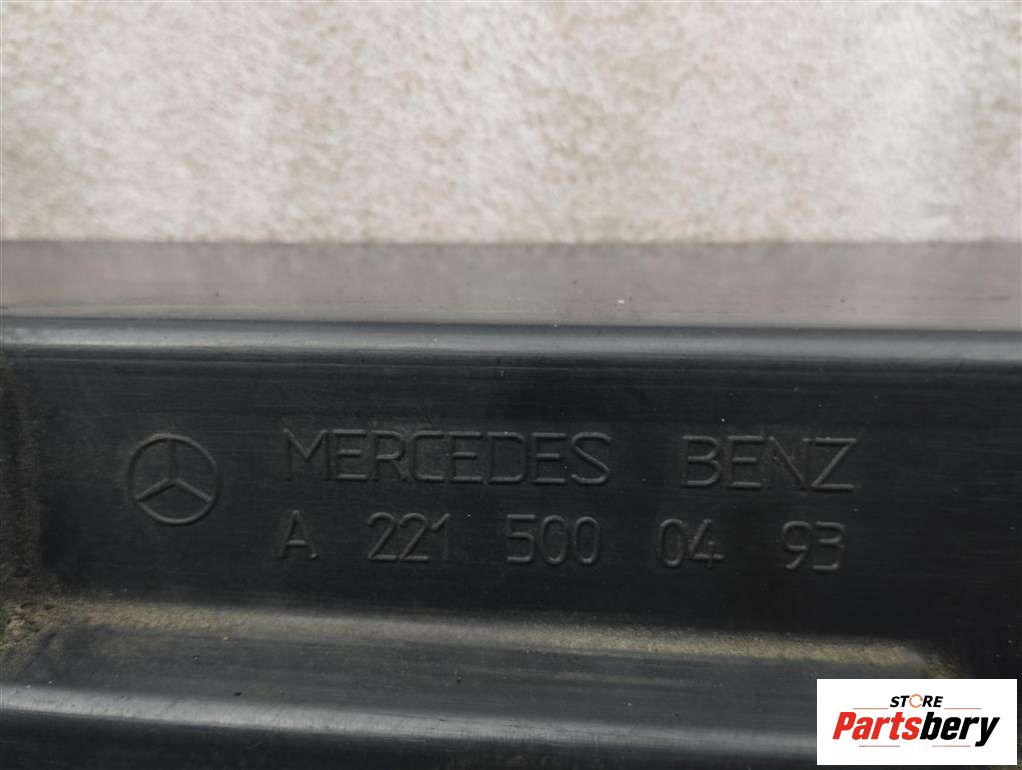 MERCEDES BENZ
A 221 500 04 93
STORE
Partsbery